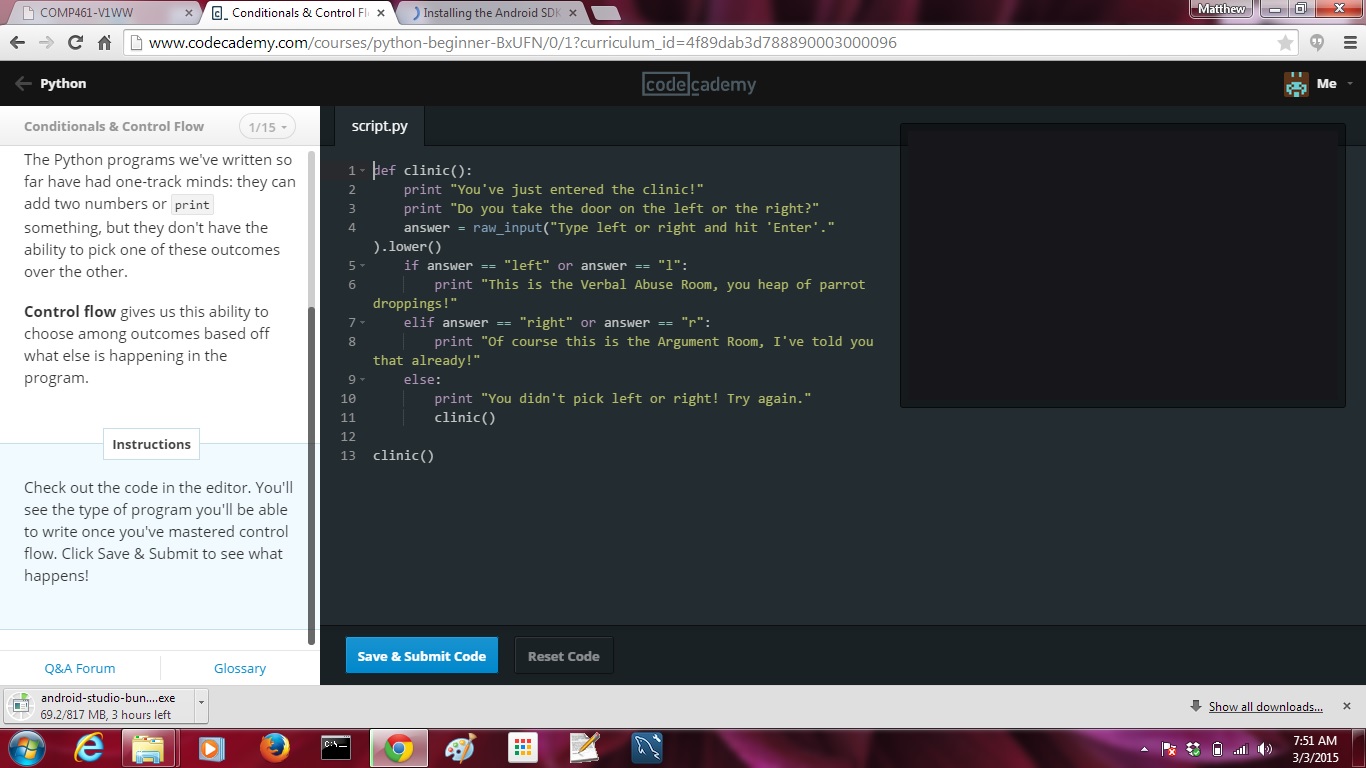 COMP461-V1WW
Conditionals & Control Fl
Installing the Android SDK
Matthew
www.codecademy.com/courses/python-beginner-BxUFN/0/1?curriculum_id=4f89dab3d788890003000096
Python
codecademy
Me
Conditionals & Control Flow
1/15
The Python programs we've written so
far have had one-track minds: they can
add two numbers or print
something, but they don't have the
ability to pick one of these outcomes
over the other.
Control flow gives us this ability to
choose among outcomes based off
what else is happening in the
program.
Instructions
Check out the code in the editor. You'll
see the type of program you'll be able
to write once you've mastered control
flow. Click Save & Submit to see what
happens!
Q&A Forum
Glossary
script.py
1 def clinic():
2     print "You've just entered the clinic!"
3     print "Do you take the door on the left or the right?"
4     answer = raw_input("Type left or right and hit 'Enter'."
).lower()
5     if answer == "left" or answer == "l":
6         print "This is the Verbal Abuse Room, you heap of parrot
droppings!"
7     elif answer == "right" or answer == "r":
8         print "Of course this is the Argument Room, I've told you
that already!"
9     else:
10         print "You didn't pick left or right! Try again."
11         clinic()
12
13 clinic()
Save & Submit Code
Reset Code
android-studio-bun....exe
69.2/817 MB, 3 hours left
Show all downloads...
C:\.
7:51 AM
3/3/2015